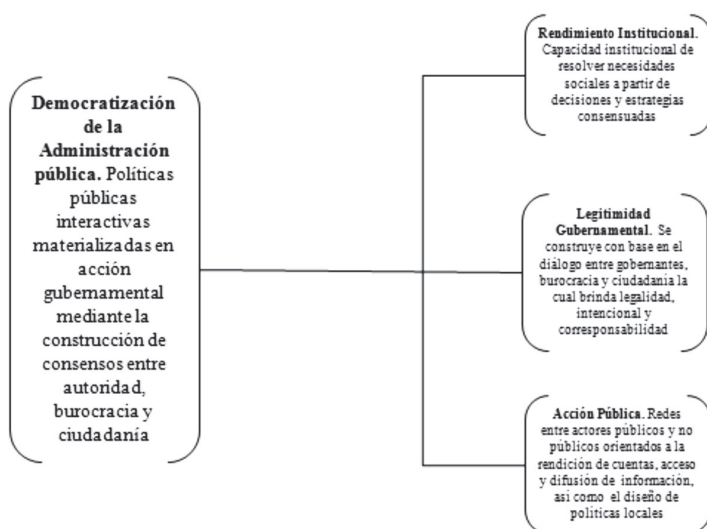 Democratización
de la
Administración
pública. Políticas
públicas
interactivas
materializadas en
acción
gubernamental
mediante la
construcción de
consensos entre
autoridad,
burocracia y
ciudadanía
Rendimiento Institucional.
Capacidad institucional de
resolver necesidades
sociales a partir de
decisiones y estrategias
consensuadas
Legitimidad
Gubernamental. Se
construye con base en el
diálogo entre gobernantes,
burocracia y ciudadanía la
cual brinda legalidad,
intencional y
corresponsabilidad
Acción Pública. Redes
entre actores públicos y no
públicos orientados a la
rendición de cuentas, acceso
y difusión de información,
así como el diseño de
políticas locales